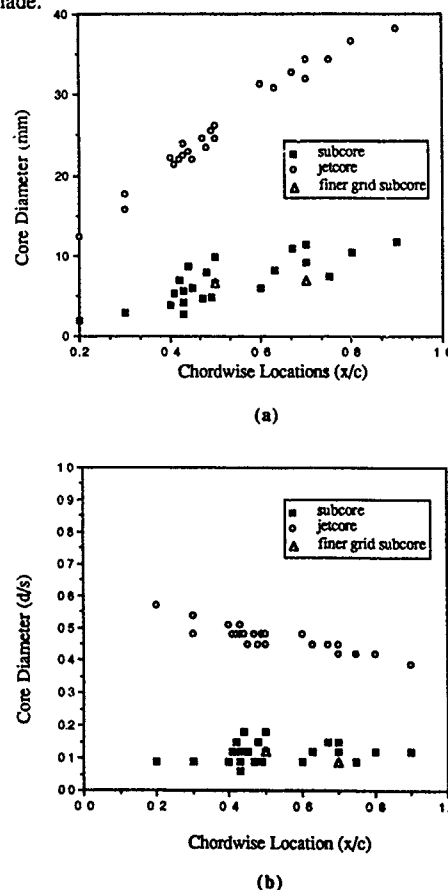 made.
40
30
20
10
0
Core Diameter (mm)
subcore
jetcore
finer grid subcore
0.2 0.4 0.6 0.8 1.0
Chordwise Locations (x/c)
(a)
1.0
0.9
0.8
0.7
0.6
0.5
0.4
0.3
0.2
0.1
0.0
Core Diameter (d/s)
subcore
jetcore
finer grid subcore
0.0 0.2 0.4 0.6 0.8 1.0
Chordwise Location (x/c)
(b)